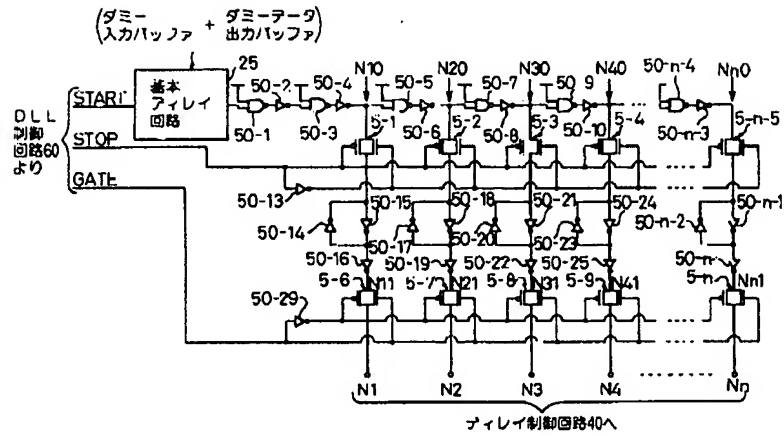 (ダミー 入力バッファ + ダミーデータ 出力バッファ)
25
基本
ディレイ
回路
DLL
制御
回路60
より
START
STOP
GATE
50-2 50-4 N10 50-5 N20 50-7 N30 50-9 N40 50-n-4 Nn0
50-1 50-3 5-1 50-6 5-2 50-8 5-3 50-10 5-4 50-n-3 5-n-5
50-13 50-15 50-18 50-21 50-24 50-n-2 50-n-1
50-14 50-17 50-20 50-23
50-16 50-19 50-22 50-25 50-n
5-6 N11 5-7 N21 5-8 N31 5-9 N41 5-n Nn1
50-29
N1 N2 N3 N4 Nn
ディレイ制御回路40へ